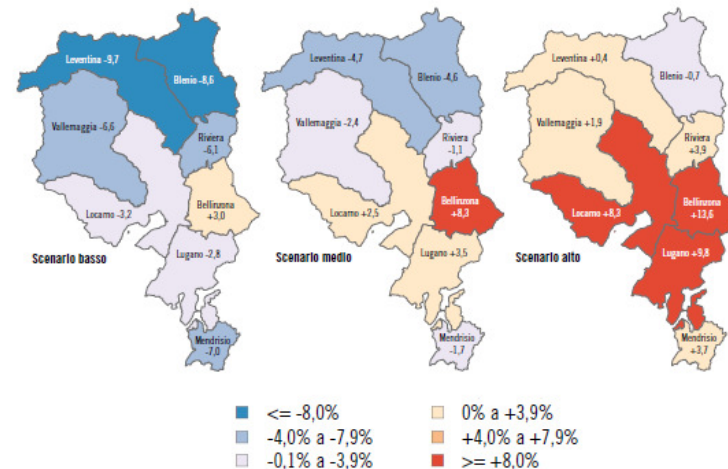 Leventina -9,7
Blenio -8,6
Vallemaggia -6,6
Riviera
-6,1
Bellinzona
+3,0
Locarno -3,2
Lugano -2,8
Scenario basso
Mendrisio
-7,0
Leventina -4,7
Blenio -4,6
Vallemaggia -2,4
Riviera
-1,1
Bellinzona
+8,3
Locarno +2,5
Lugano +3,5
Scenario medio
Mendrisio
-1,7
Leventina +0,4
Blenio -0,7
Vallemaggia +1,9
Riviera
+3,9
Bellinzona
+13,6
Locarno +8,3
Lugano +9,8
Scenario alto
Mendrisio
+3,7
<= -8,0%
-4,0% a -7,9%
-0,1% a -3,9%
0% a +3,9%
+4,0% a +7,9%
>= +8,0%